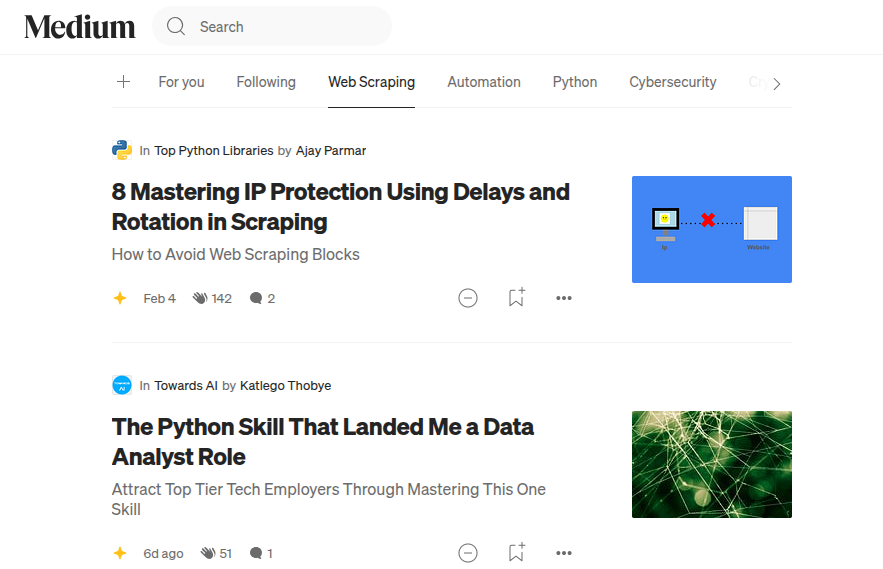 Medium
Search
For you Following Web Scraping Automation Python Cybersecurity
In Top Python Libraries by Ajay Parmar
8 Mastering IP Protection Using Delays and
Rotation in Scraping
How to Avoid Web Scraping Blocks
Ip
Website
Feb 4 142 2
In Towards AI by Katlego Thobye
The Python Skill That Landed Me a Data
Analyst Role
Attract Top Tier Tech Employers Through Mastering This One
Skill
6d ago 51 1